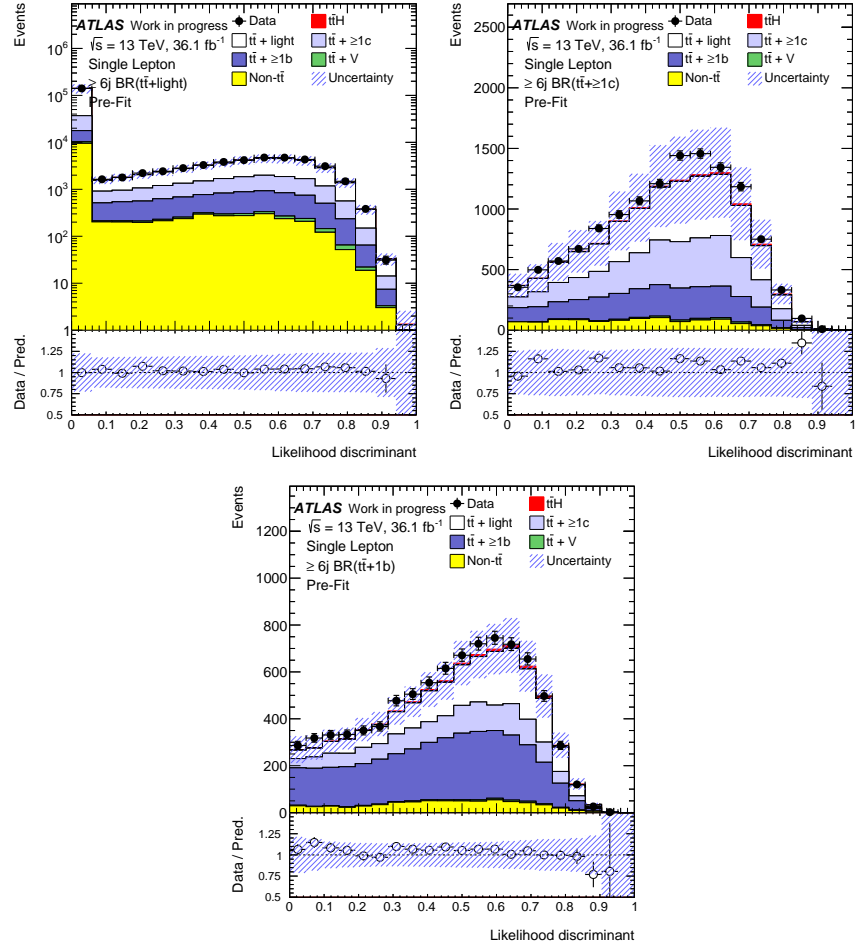 Events
ATLAS Work in progress
√s = 13 TeV, 36.1 fb⁻¹
Single Lepton
≥ 6j BR(tt̄+light)
Pre-Fit
Data
tt̄H
tt̄ + light
tt̄ + ≥1c
tt̄ + ≥1b
tt̄ + V
Non-tt̄
Uncertainty
10⁶
10⁵
10⁴
10³
10²
10
1
Data / Pred.
1.25
1
0.75
0.5
0 0.1 0.2 0.3 0.4 0.5 0.6 0.7 0.8 0.9 1
Likelihood discriminant
Events
ATLAS Work in progress
√s = 13 TeV, 36.1 fb⁻¹
Single Lepton
≥ 6j BR(tt̄+≥1c)
Pre-Fit
Data
tt̄H
tt̄ + light
tt̄ + ≥1c
tt̄ + ≥1b
tt̄ + V
Non-tt̄
Uncertainty
2500
2000
1500
1000
500
0
Data / Pred.
1.25
1
0.75
0.5
0 0.1 0.2 0.3 0.4 0.5 0.6 0.7 0.8 0.9 1
Likelihood discriminant
Events
ATLAS Work in progress
√s = 13 TeV, 36.1 fb⁻¹
Single Lepton
≥ 6j BR(tt̄+1b)
Pre-Fit
Data
tt̄H
tt̄ + light
tt̄ + ≥1c
tt̄ + ≥1b
tt̄ + V
Non-tt̄
Uncertainty
1200
1000
800
600
400
200
0
Data / Pred.
1.25
1
0.75
0.5
0 0.1 0.2 0.3 0.4 0.5 0.6 0.7 0.8 0.9 1
Likelihood discriminant